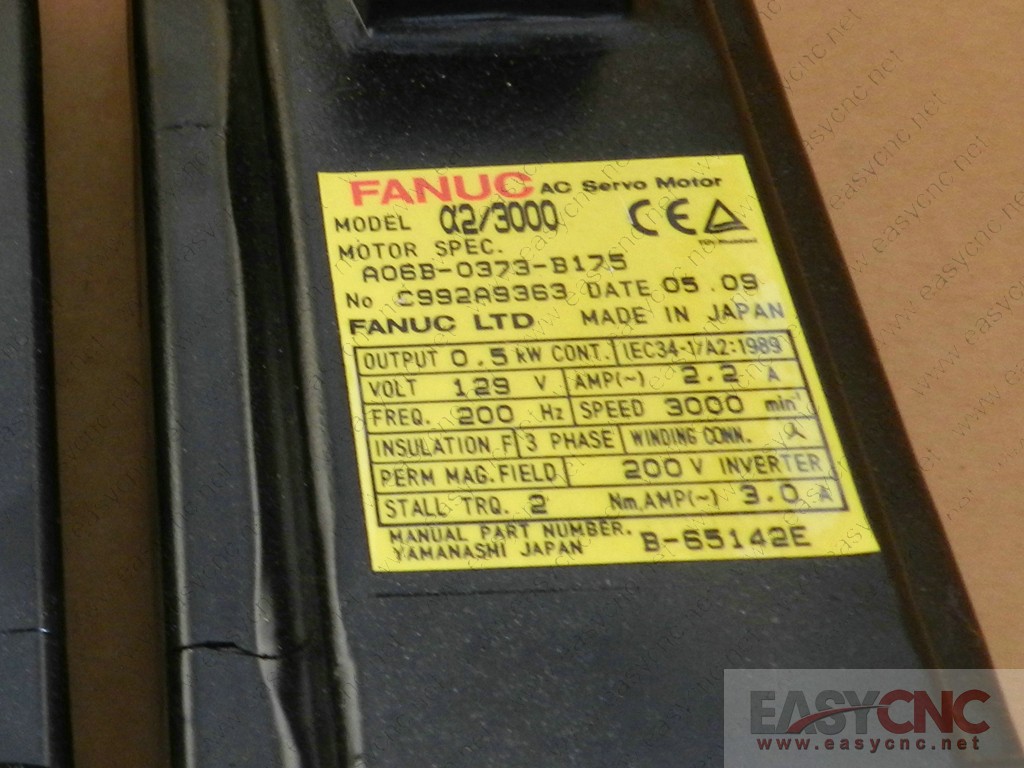 FANUC AC Servo Motor
MODEL α2/3000 CE
TÜV Rheinland
MOTOR SPEC.
A06B-0373-B175
No C992A9363 DATE 05.09
FANUC LTD MADE IN JAPAN
OUTPUT 0.5 kW CONT. IEC34-1/A2:1989
VOLT 129 V AMP(~) 2.2 A
FREQ. 200 Hz SPEED 3000 min⁻¹
INSULATION F 3 PHASE WINDING CONN.
PERM MAG. FIELD 200 V INVERTER
STALL TRQ. 2 Nm, AMP(~) 3.0 A
MANUAL PART NUMBER. B-65142E
YAMANASHI JAPAN
EASYCNC
www.easycnc.net